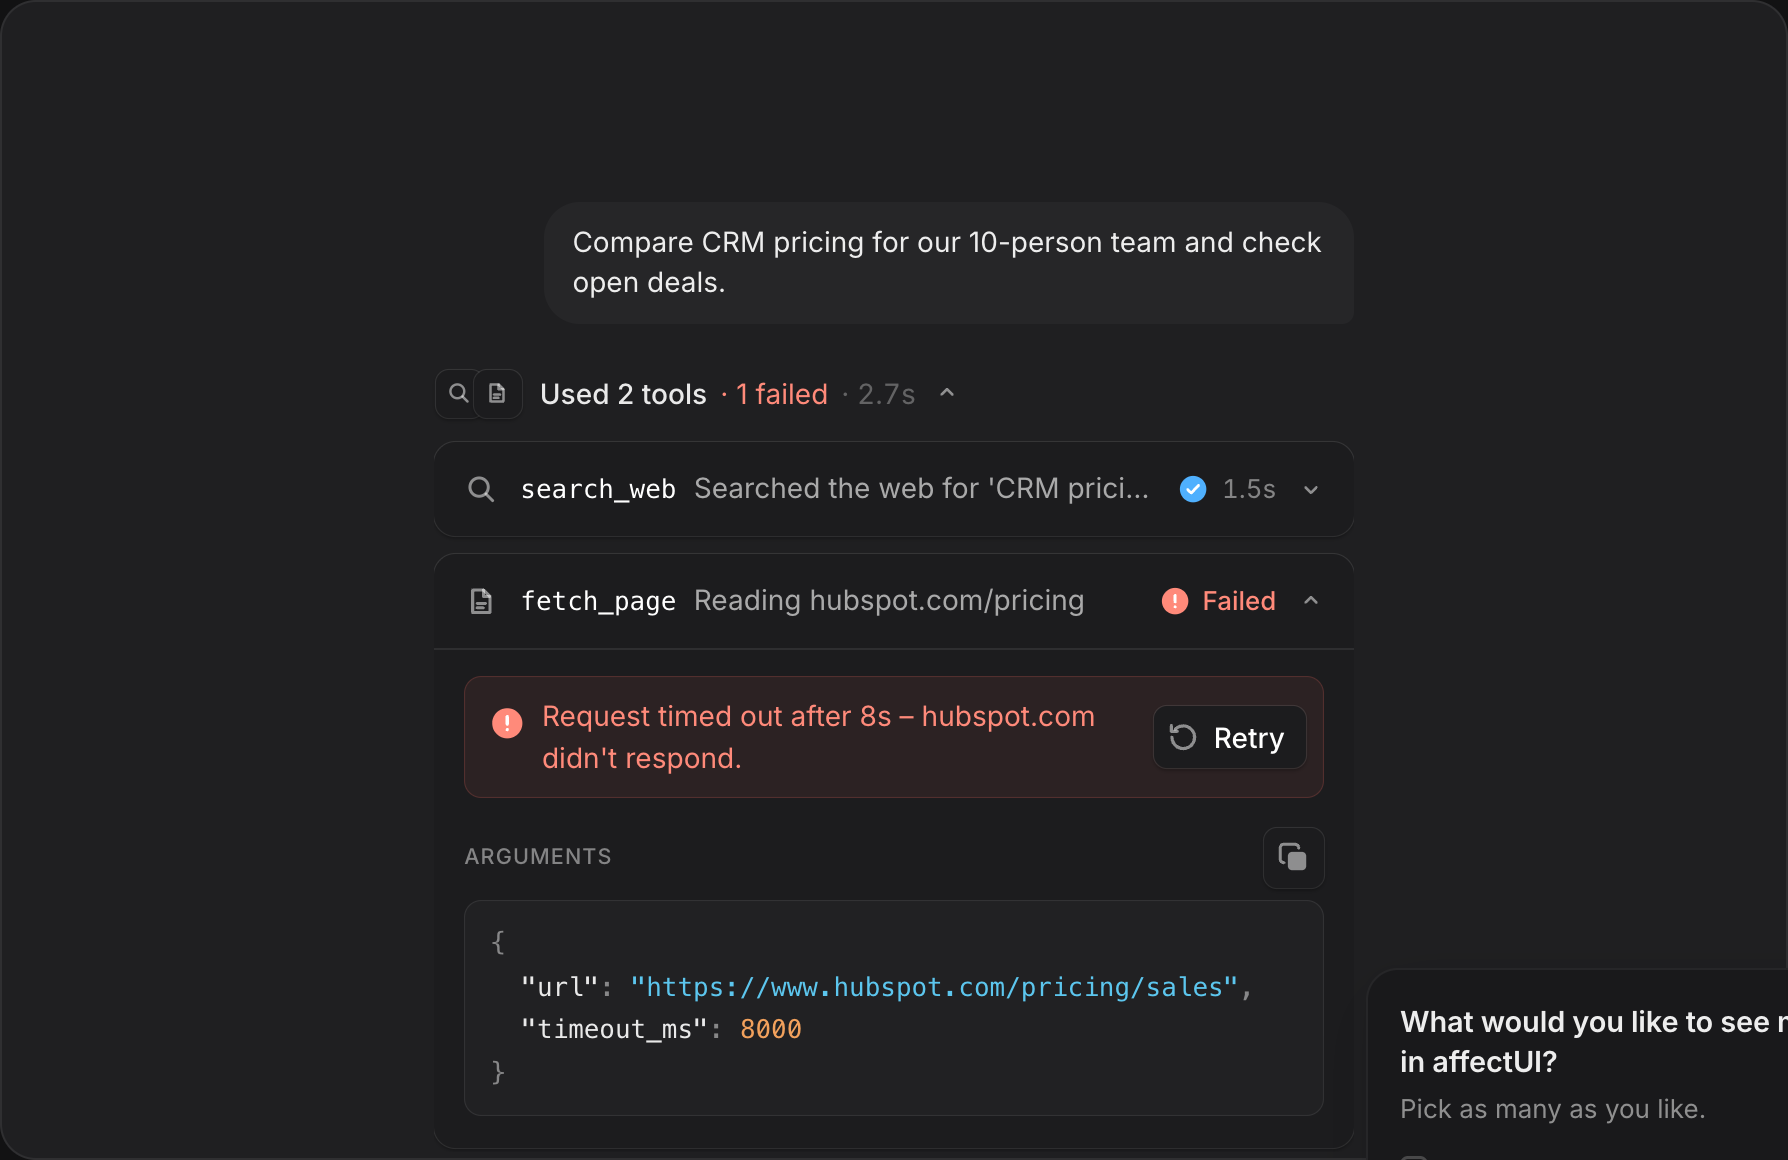 Compare CRM pricing for our 10-person team and check
open deals.
Used 2 tools · 1 failed · 2.7s
search_web Searched the web for 'CRM prici... 1.5s
fetch_page Reading hubspot.com/pricing Failed
Request timed out after 8s – hubspot.com
didn't respond.
Retry
ARGUMENTS
{
"url": "https://www.hubspot.com/pricing/sales",
"timeout_ms": 8000
}
What would you like to see
in affectUI?
Pick as many as you like.